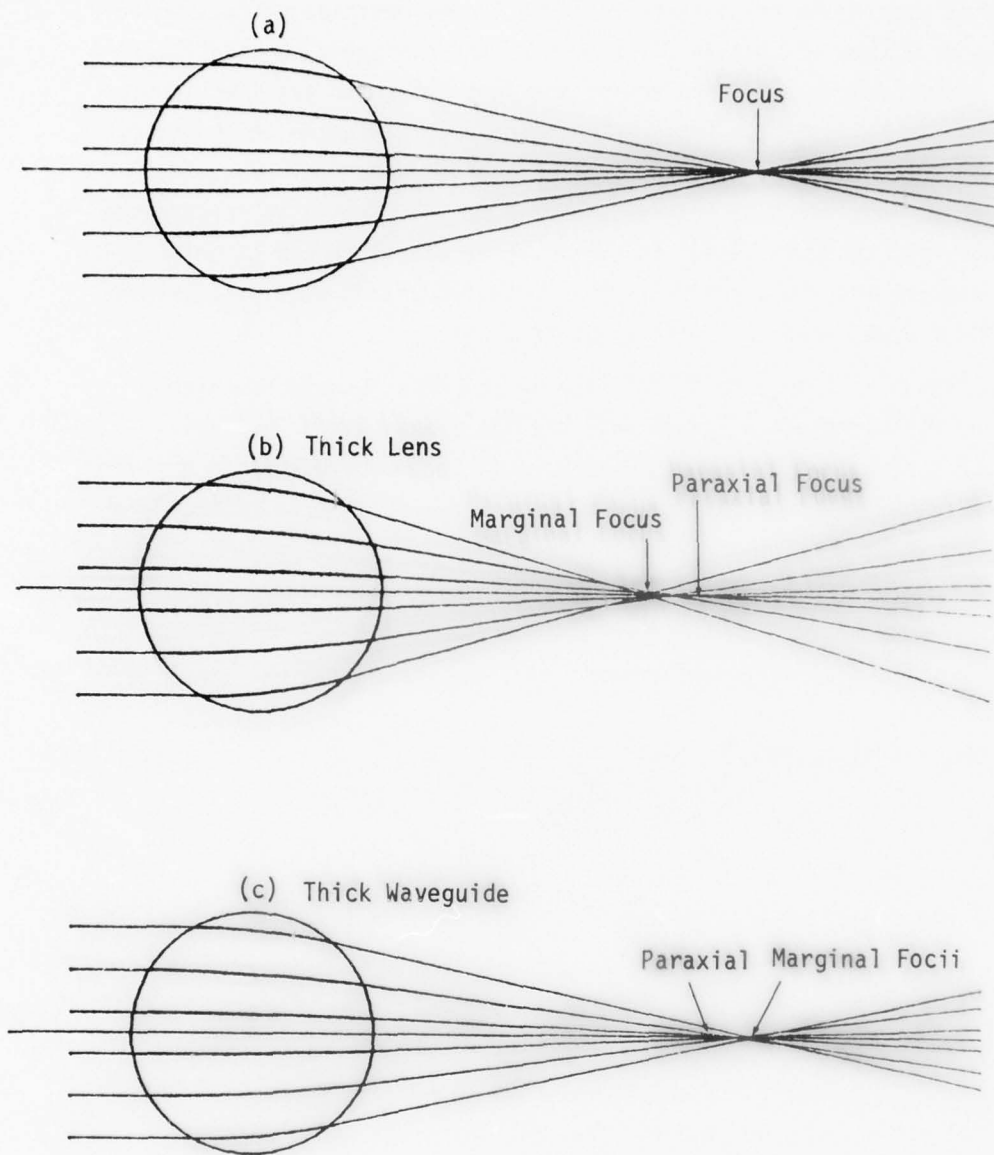 (a)
Focus
(b) Thick Lens
Paraxial Focus
Marginal Focus
(c) Thick Waveguide
Paraxial Marginal Focii